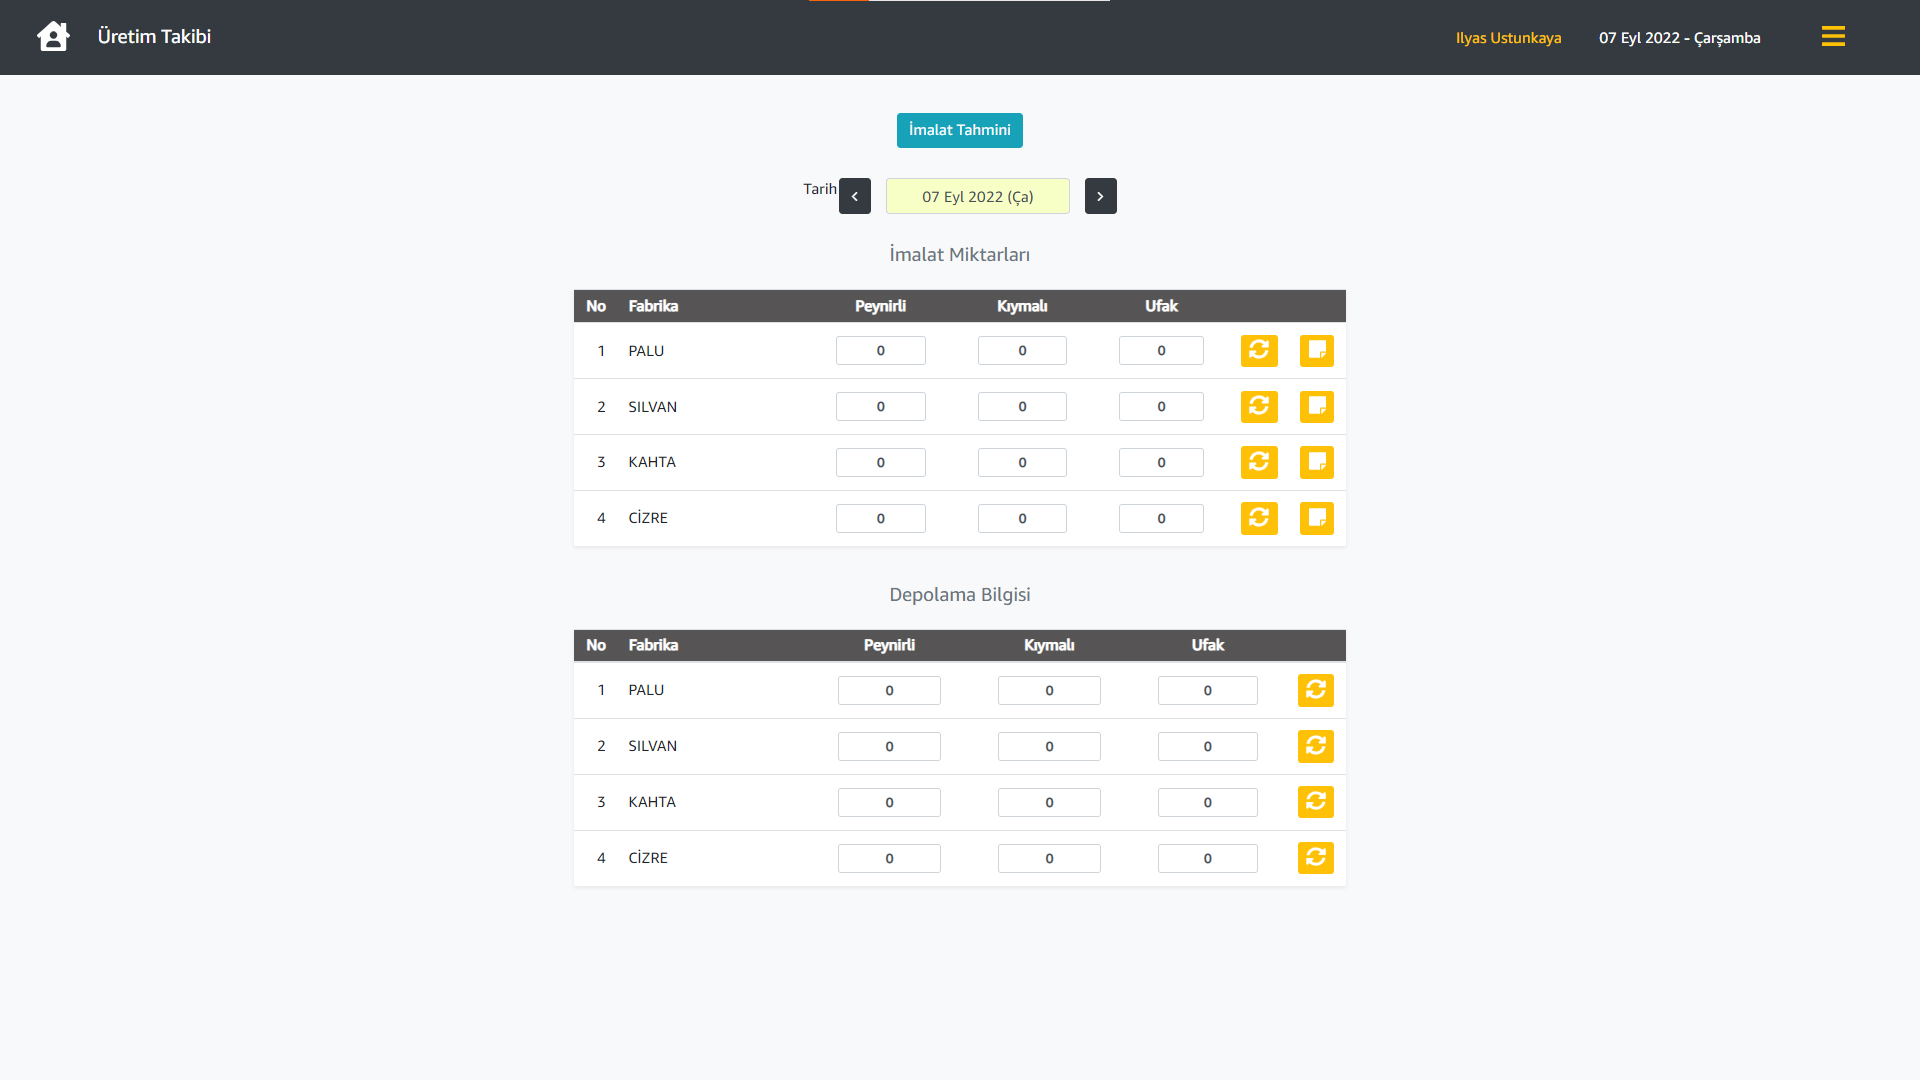 Üretim Takibi
Ilyas Ustunkaya
07 Eyl 2022 - Çarşamba
İmalat Tahmini
Tarih
07 Eyl 2022 (Ça)
İmalat Miktarları
No Fabrika Peynirli Kıymalı Ufak
1 PALU 0 0 0
2 SILVAN 0 0 0
3 KAHTA 0 0 0
4 CİZRE 0 0 0
Depolama Bilgisi
No Fabrika Peynirli Kıymalı Ufak
1 PALU 0 0 0
2 SILVAN 0 0 0
3 KAHTA 0 0 0
4 CİZRE 0 0 0